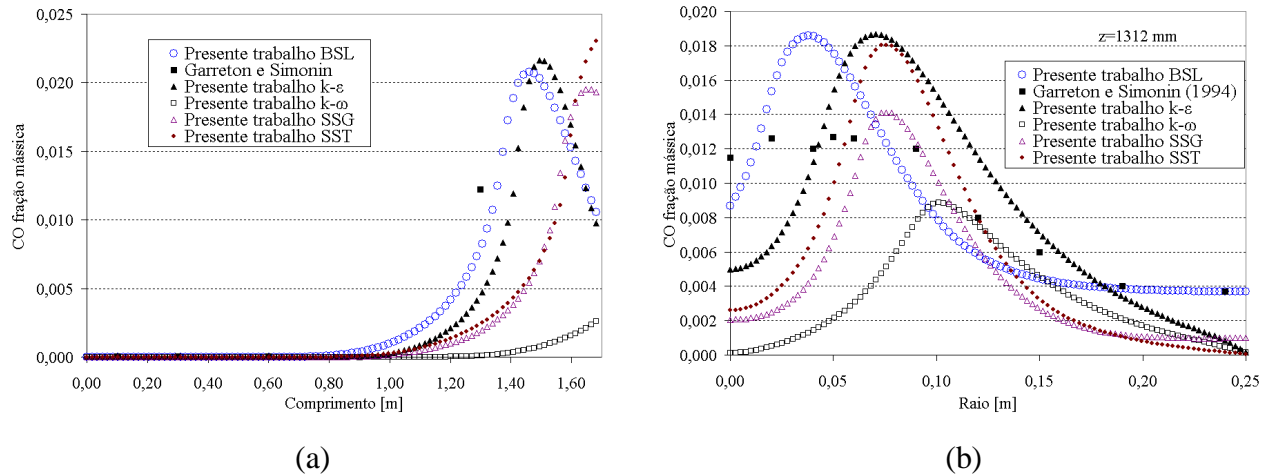 0,025
0,020
0,015
0,010
0,005
0,000
CO fração mássica
Presente trabalho BSL
Garreton e Simonin
Presente trabalho k-ε
Presente trabalho k-ω
Presente trabalho SSG
Presente trabalho SST
0,00 0,20 0,40 0,60 0,80 1,00 1,20 1,40 1,60
Comprimento [m]
(a)
0,020
0,018
0,016
0,014
0,012
0,010
0,008
0,006
0,004
0,002
0,000
CO fração mássica
z=1312 mm
Presente trabalho BSL
Garreton e Simonin (1994)
Presente trabalho k-ε
Presente trabalho k-ω
Presente trabalho SSG
Presente trabalho SST
0,00 0,05 0,10 0,15 0,20 0,25
Raio [m]
(b)